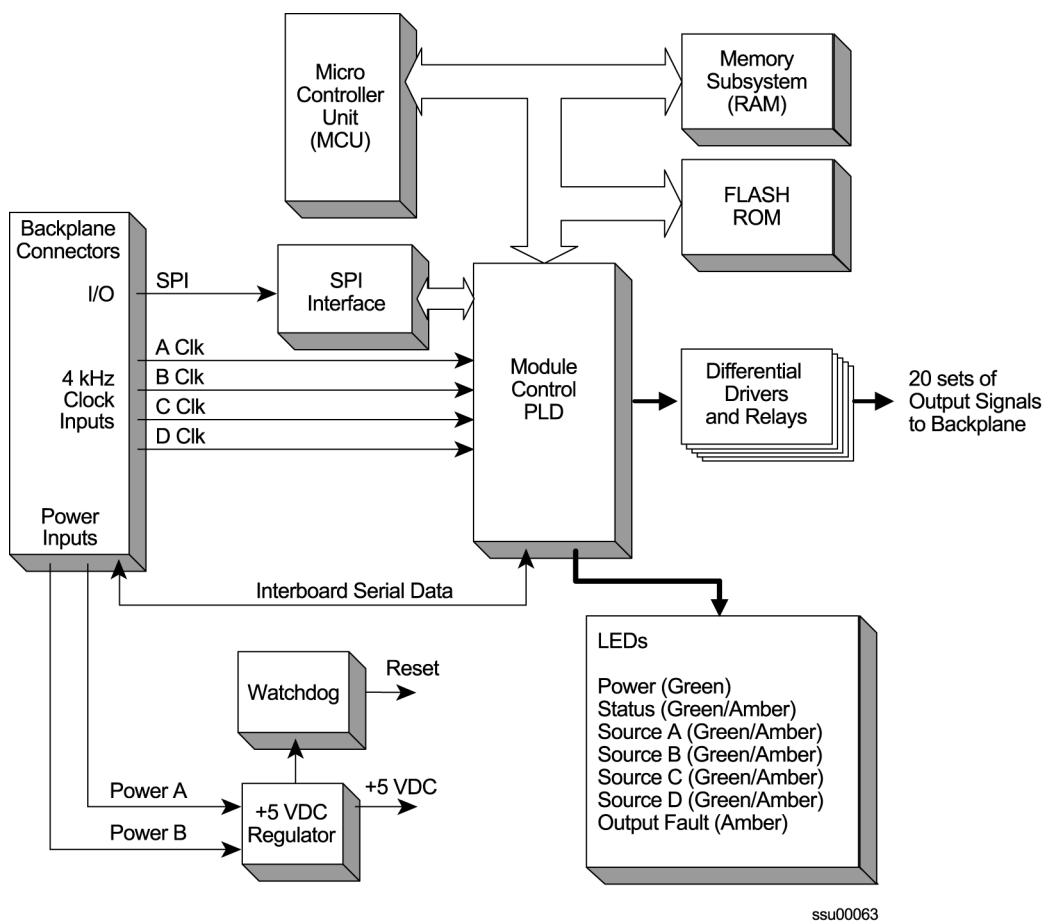 Micro
Controller
Unit
(MCU)
Memory
Subsystem
(RAM)
FLASH
ROM
Backplane
Connectors
I/O
4 kHz
Clock
Inputs
Power
Inputs
SPI
SPI
Interface
A Clk
B Clk
C Clk
D Clk
Module
Control
PLD
Differential
Drivers
and Relays
20 sets of
Output Signals
to Backplane
Interboard Serial Data
Watchdog
Reset
Power A
Power B
+5 VDC
Regulator
+5 VDC
LEDs
Power (Green)
Status (Green/Amber)
Source A (Green/Amber)
Source B (Green/Amber)
Source C (Green/Amber)
Source D (Green/Amber)
Output Fault (Amber)
ssu00063